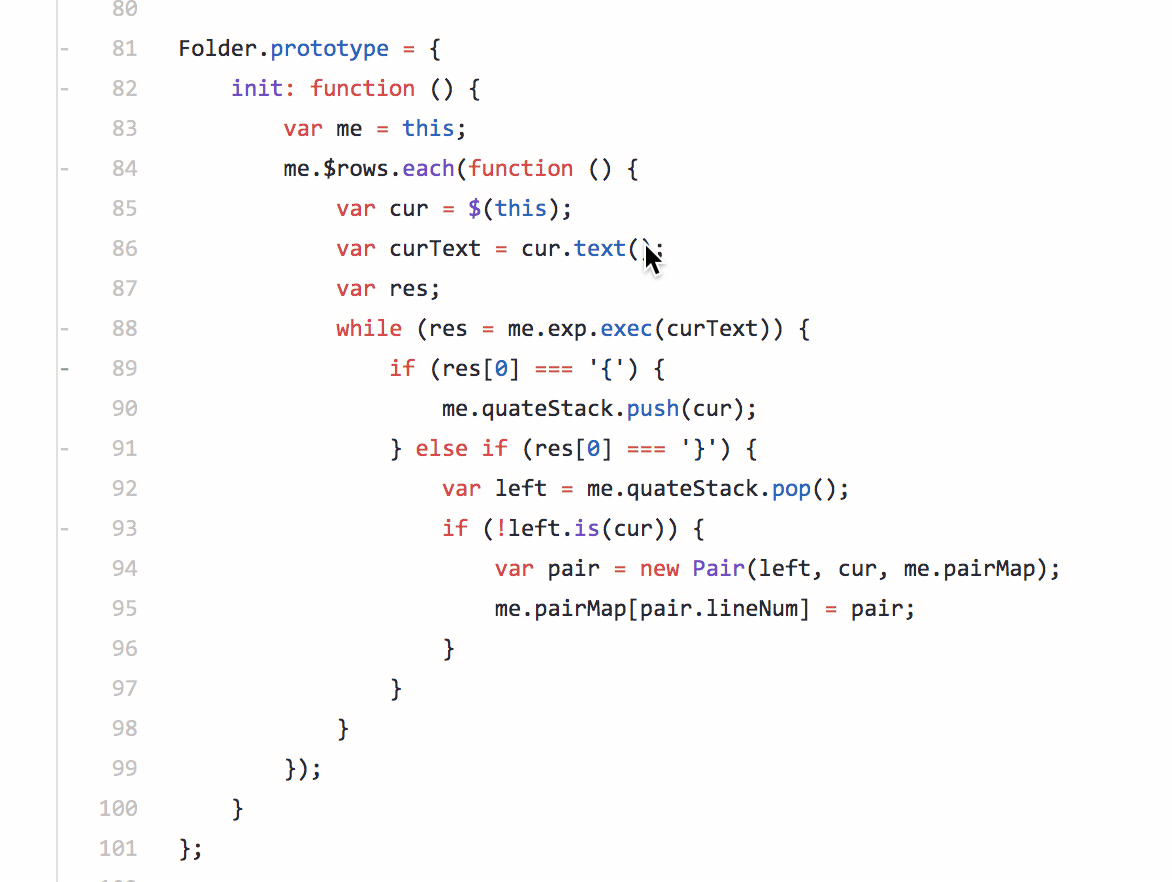 80
- 81 Folder.prototype = {
- 82     init: function () {
83         var me = this;
- 84         me.$rows.each(function () {
85             var cur = $(this);
86             var curText = cur.text();
87             var res;
- 88             while (res = me.exp.exec(curText)) {
- 89                 if (res[0] === '{') {
90                     me.quateStack.push(cur);
- 91                 } else if (res[0] === '}') {
92                     var left = me.quateStack.pop();
- 93                     if (!left.is(cur)) {
94                         var pair = new Pair(left, cur, me.pairMap);
95                         me.pairMap[pair.lineNum] = pair;
96                     }
97                 }
98             }
99         });
100     }
101 };